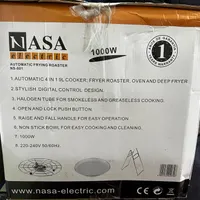 NASA
electric
AUTOMATIC FRYING ROASTER
1000W
1
1 AUTOMATIC 4 IN 1 8L COOKER; FRYER ROASTER, OVEN AND DEEP FRYER
2 STYLISH DIGITAL CONTROL DESIGN.
3. HALOGEN TUBE FOR SMOKELESS AND GREASELESS COOKING.
4. OPEN AND LOCK PUSH BUTTON.
5. RAISE AND FALL HANDLE FOR EASY OPERATION
6. NON STICK BOWL FOR EASY COOKING AND CLEANING.
7: 1000W
8: 220-240V 50/60Hz
www.nasa-electric.com